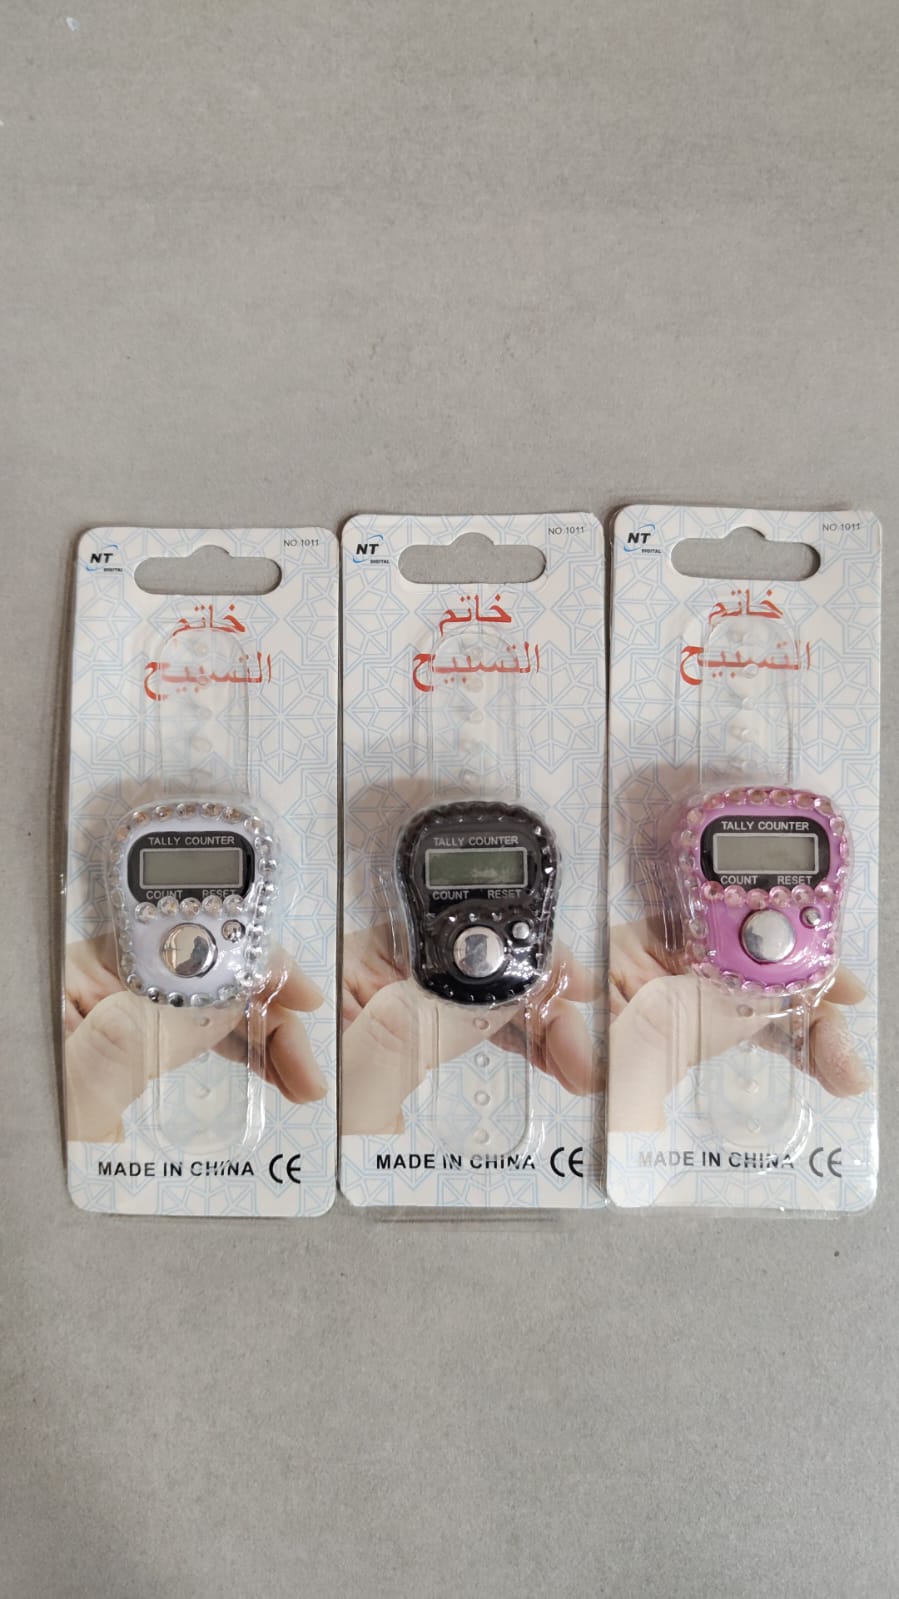 NT DIGITAL
NO.1011
خاتم
التسبيح
TALLY COUNTER
COUNT RESET
MADE IN CHINA CE
NT DIGITAL
NO.1011
خاتم
التسبيح
TALLY COUNTER
COUNT RESET
MADE IN CHINA CE
NT DIGITAL
NO.1011
خاتم
التسبيح
TALLY COUNTER
COUNT RESET
MADE IN CHINA CE